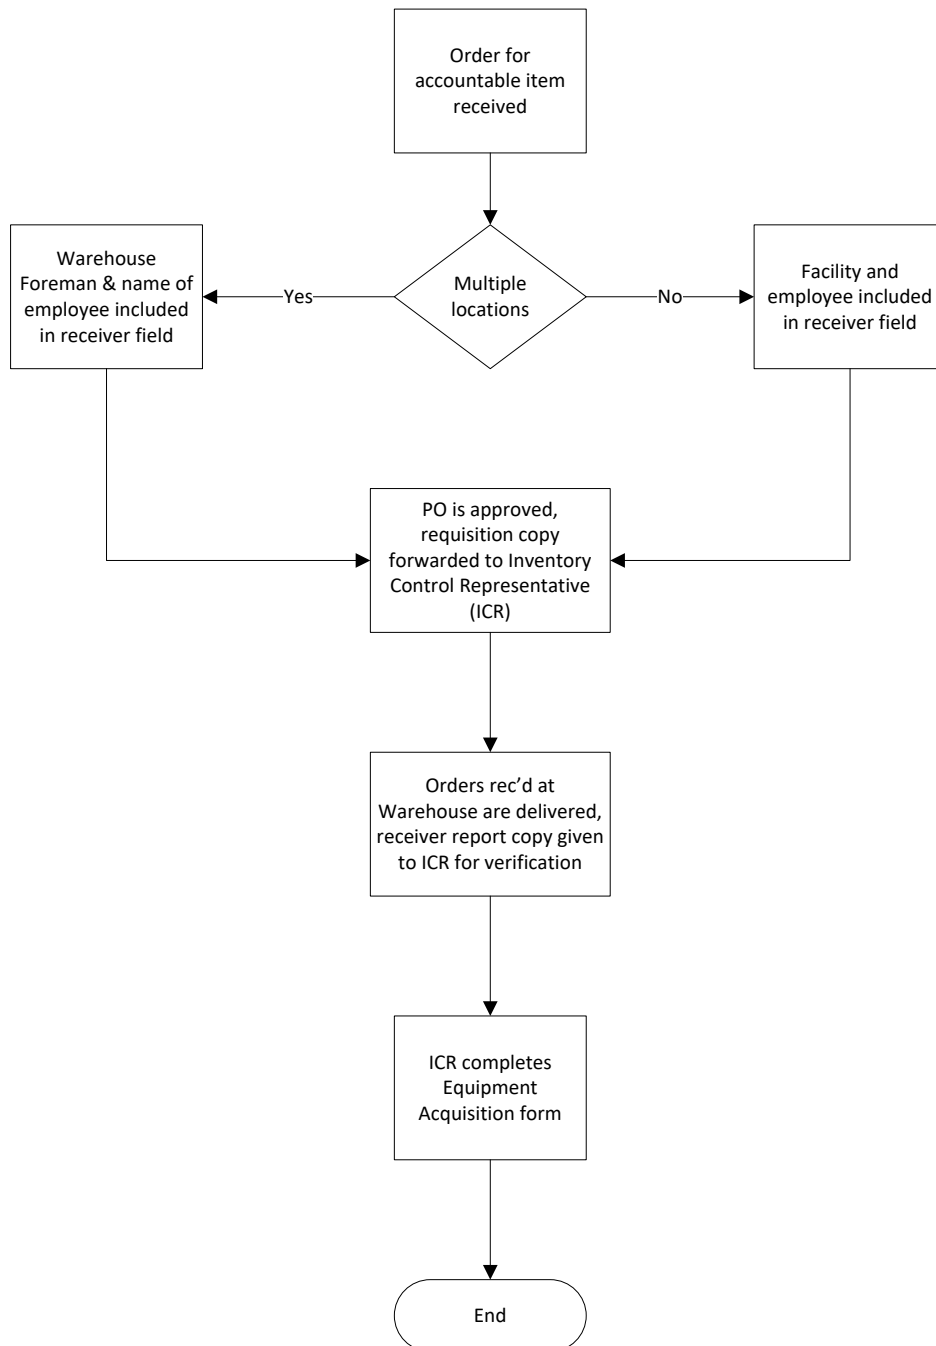 Order for
accountable item
received
Warehouse
Foreman & name of
employee included
in receiver field
Yes
Multiple
locations
No
Facility and
employee included
in receiver field
PO is approved,
requisition copy
forwarded to Inventory
Control Representative
(ICR)
Orders rec’d at
Warehouse are delivered,
receiver report copy given
to ICR for verification
ICR completes
Equipment
Acquisition form
End